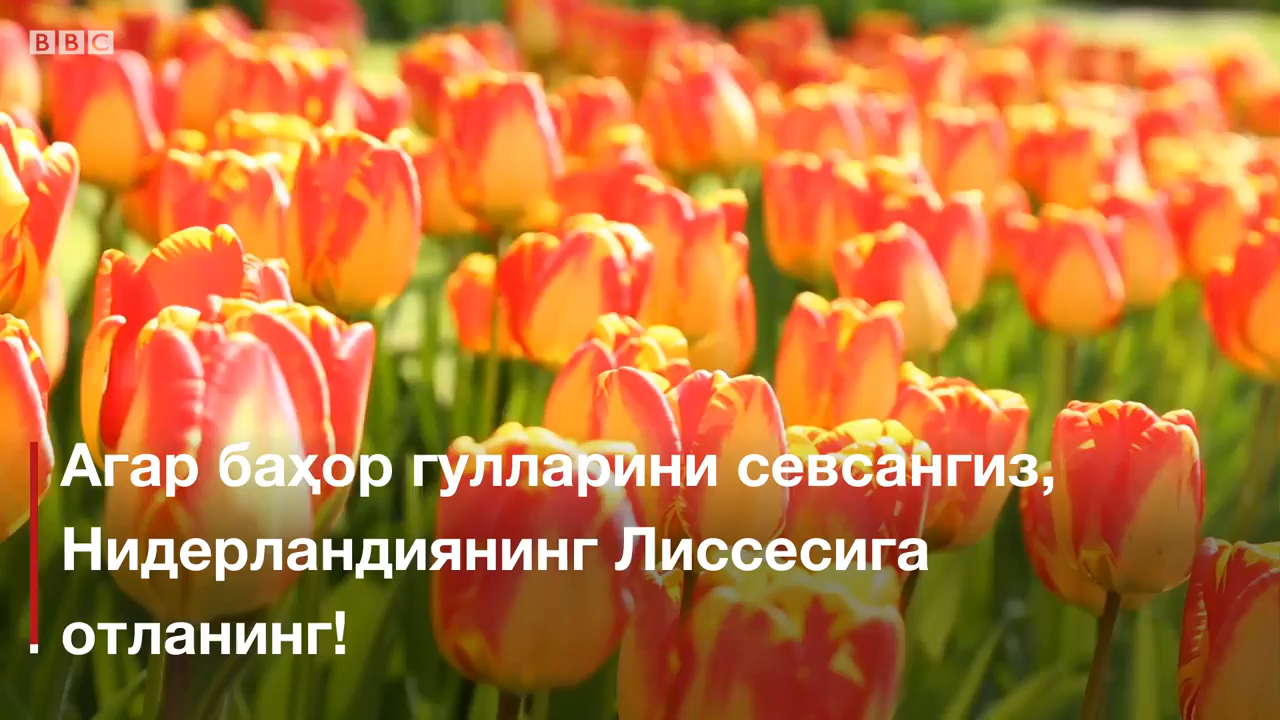 BBC
Агар баҳор гулларини севсангиз,
Нидерландиянинг Лиссесига
отланинг!